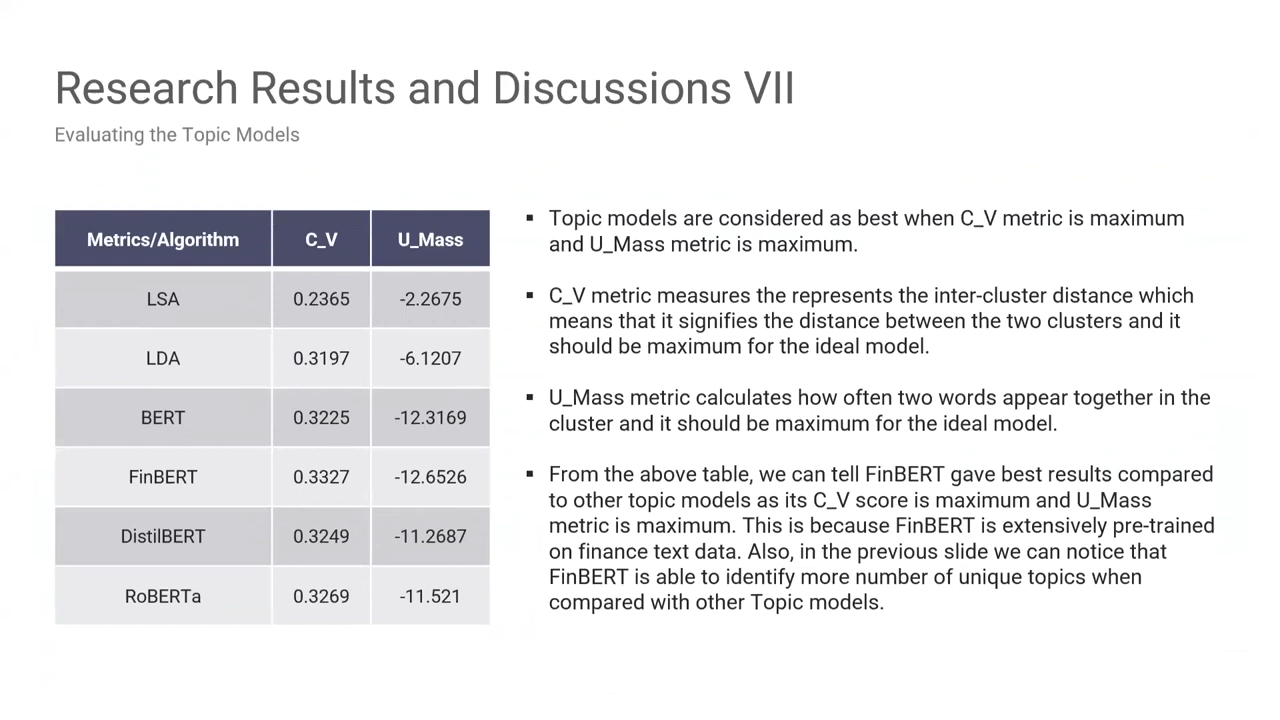 Research Results and Discussions VII
Evaluating the Topic Models
Metrics/Algorithm C_V U_Mass
LSA 0.2365 -2.2675
LDA 0.3197 -6.1207
BERT 0.3225 -12.3169
FinBERT 0.3327 -12.6526
DistilBERT 0.3249 -11.2687
RoBERTa 0.3269 -11.521
▪ Topic models are considered as best when C_V metric is maximum
and U_Mass metric is maximum.
▪ C_V metric measures the represents the inter-cluster distance which
means that it signifies the distance between the two clusters and it
should be maximum for the ideal model.
▪ U_Mass metric calculates how often two words appear together in the
cluster and it should be maximum for the ideal model.
▪ From the above table, we can tell FinBERT gave best results compared
to other topic models as its C_V score is maximum and U_Mass
metric is maximum. This is because FinBERT is extensively pre-trained
on finance text data. Also, in the previous slide we can notice that
FinBERT is able to identify more number of unique topics when
compared with other Topic models.